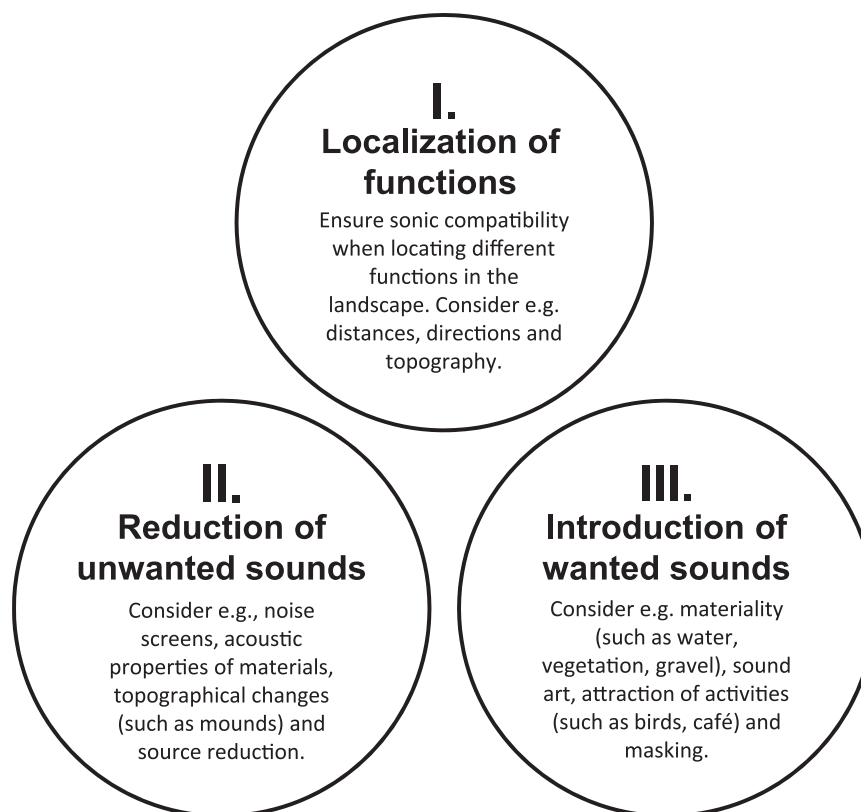 I.
Localization of
functions
Ensure sonic compatibility
when locating different
functions in the
landscape. Consider e.g.
distances, directions and
topography.
II.
Reduction of
unwanted sounds
Consider e.g., noise
screens, acoustic
properties of materials,
topographical changes
(such as mounds) and
source reduction.
III.
Introduction of
wanted sounds
Consider e.g. materiality
(such as water,
vegetation, gravel), sound
art, attraction of activities
(such as birds, café) and
masking.